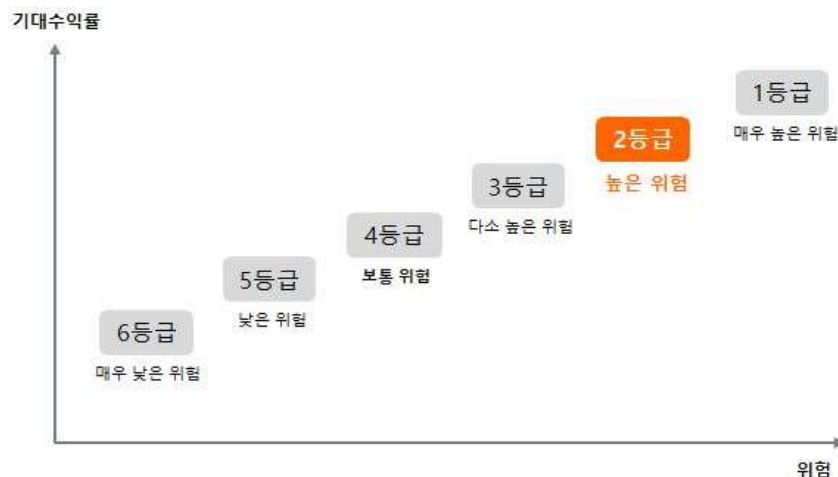 기대수익률
1등급
매우 높은 위험
2등급
높은 위험
3등급
다소 높은 위험
4등급
보통 위험
5등급
낮은 위험
6등급
매우 낮은 위험
위험